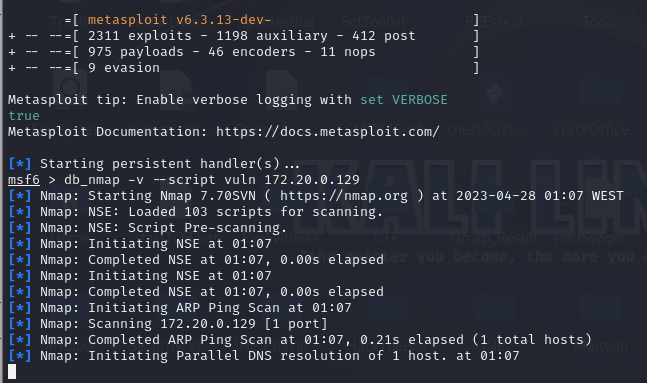 =[ metasploit v6.3.13-dev- ]
+ -- --=[ 2311 exploits - 1198 auxiliary - 412 post ]
+ -- --=[ 975 payloads - 46 encoders - 11 nops ]
+ -- --=[ 9 evasion ]
Metasploit tip: Enable verbose logging with set VERBOSE
true
Metasploit Documentation: https://docs.metasploit.com/
[*] Starting persistent handler(s)...
msf6 > db_nmap -v --script vuln 172.20.0.129
[*] Nmap: Starting Nmap 7.70SVN ( https://nmap.org ) at 2023-04-28 01:07 WEST
[*] Nmap: NSE: Loaded 103 scripts for scanning.
[*] Nmap: NSE: Script Pre-scanning.
[*] Nmap: Initiating NSE at 01:07
[*] Nmap: Completed NSE at 01:07, 0.00s elapsed
[*] Nmap: Initiating NSE at 01:07
[*] Nmap: Completed NSE at 01:07, 0.00s elapsed
[*] Nmap: Initiating ARP Ping Scan at 01:07
[*] Nmap: Scanning 172.20.0.129 [1 port]
[*] Nmap: Completed ARP Ping Scan at 01:07, 0.21s elapsed (1 total hosts)
[*] Nmap: Initiating Parallel DNS resolution of 1 host. at 01:07